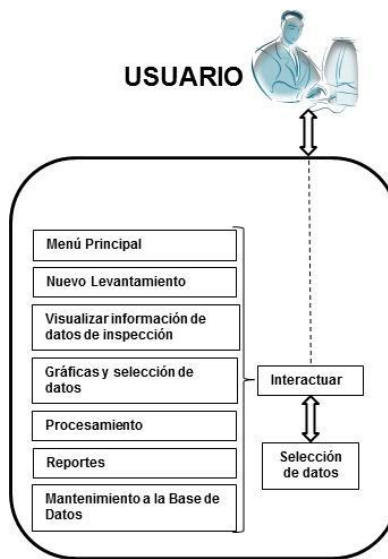 USUARIO
Menú Principal
Nuevo Levantamiento
Visualizar información de
datos de inspección
Gráficas y selección de
datos
Procesamiento
Reportes
Mantenimiento a la Base de
Datos
Interactuar
Selección
de datos